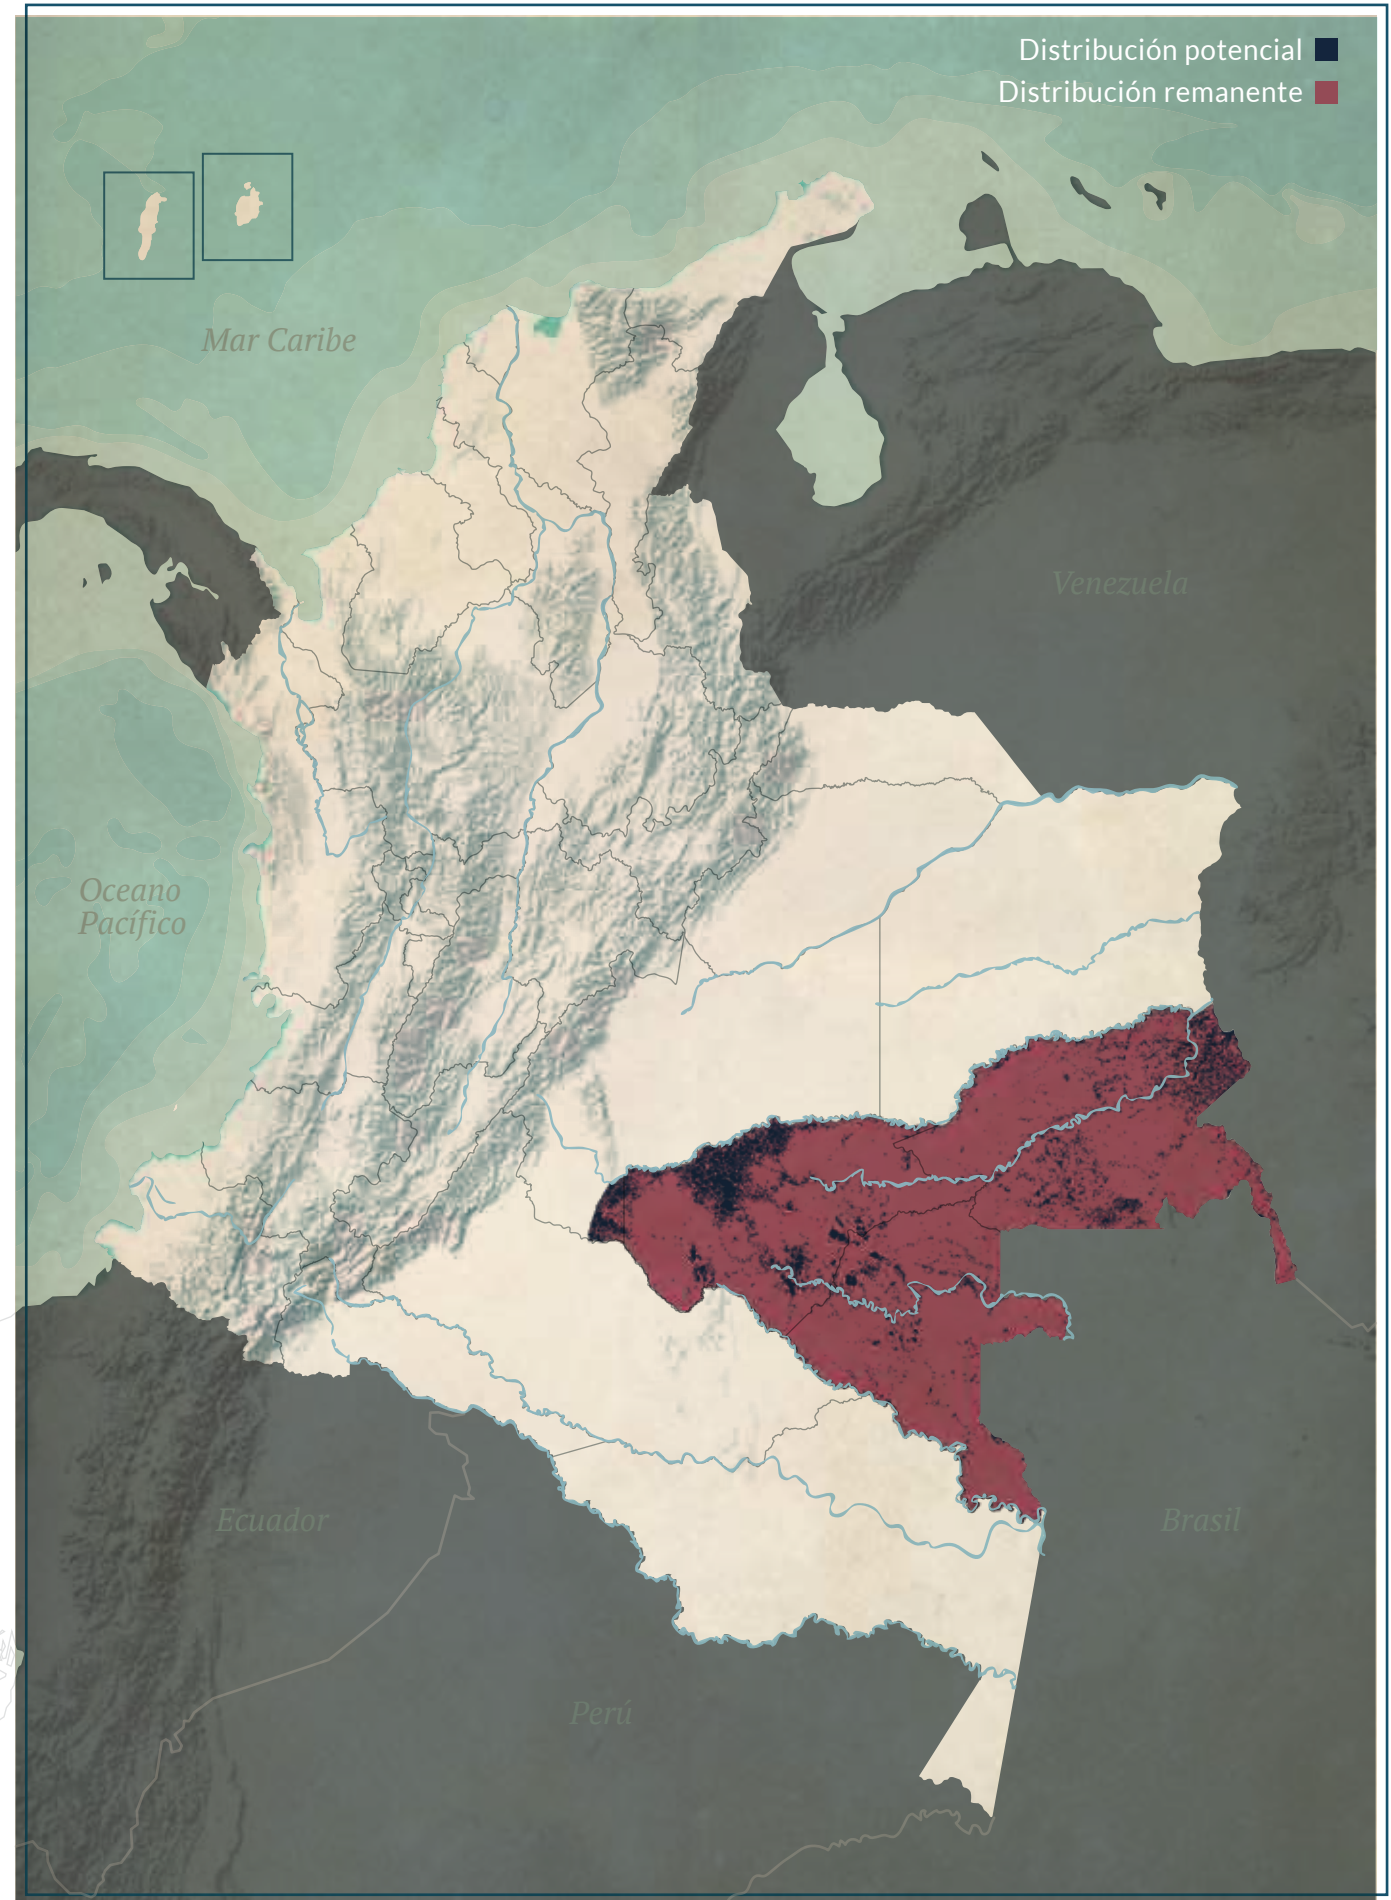 Distribución potencial
Distribución remanente
Mar Caribe
Venezuela
Oceano
Pacífico
Ecuador
Brasil
Perú